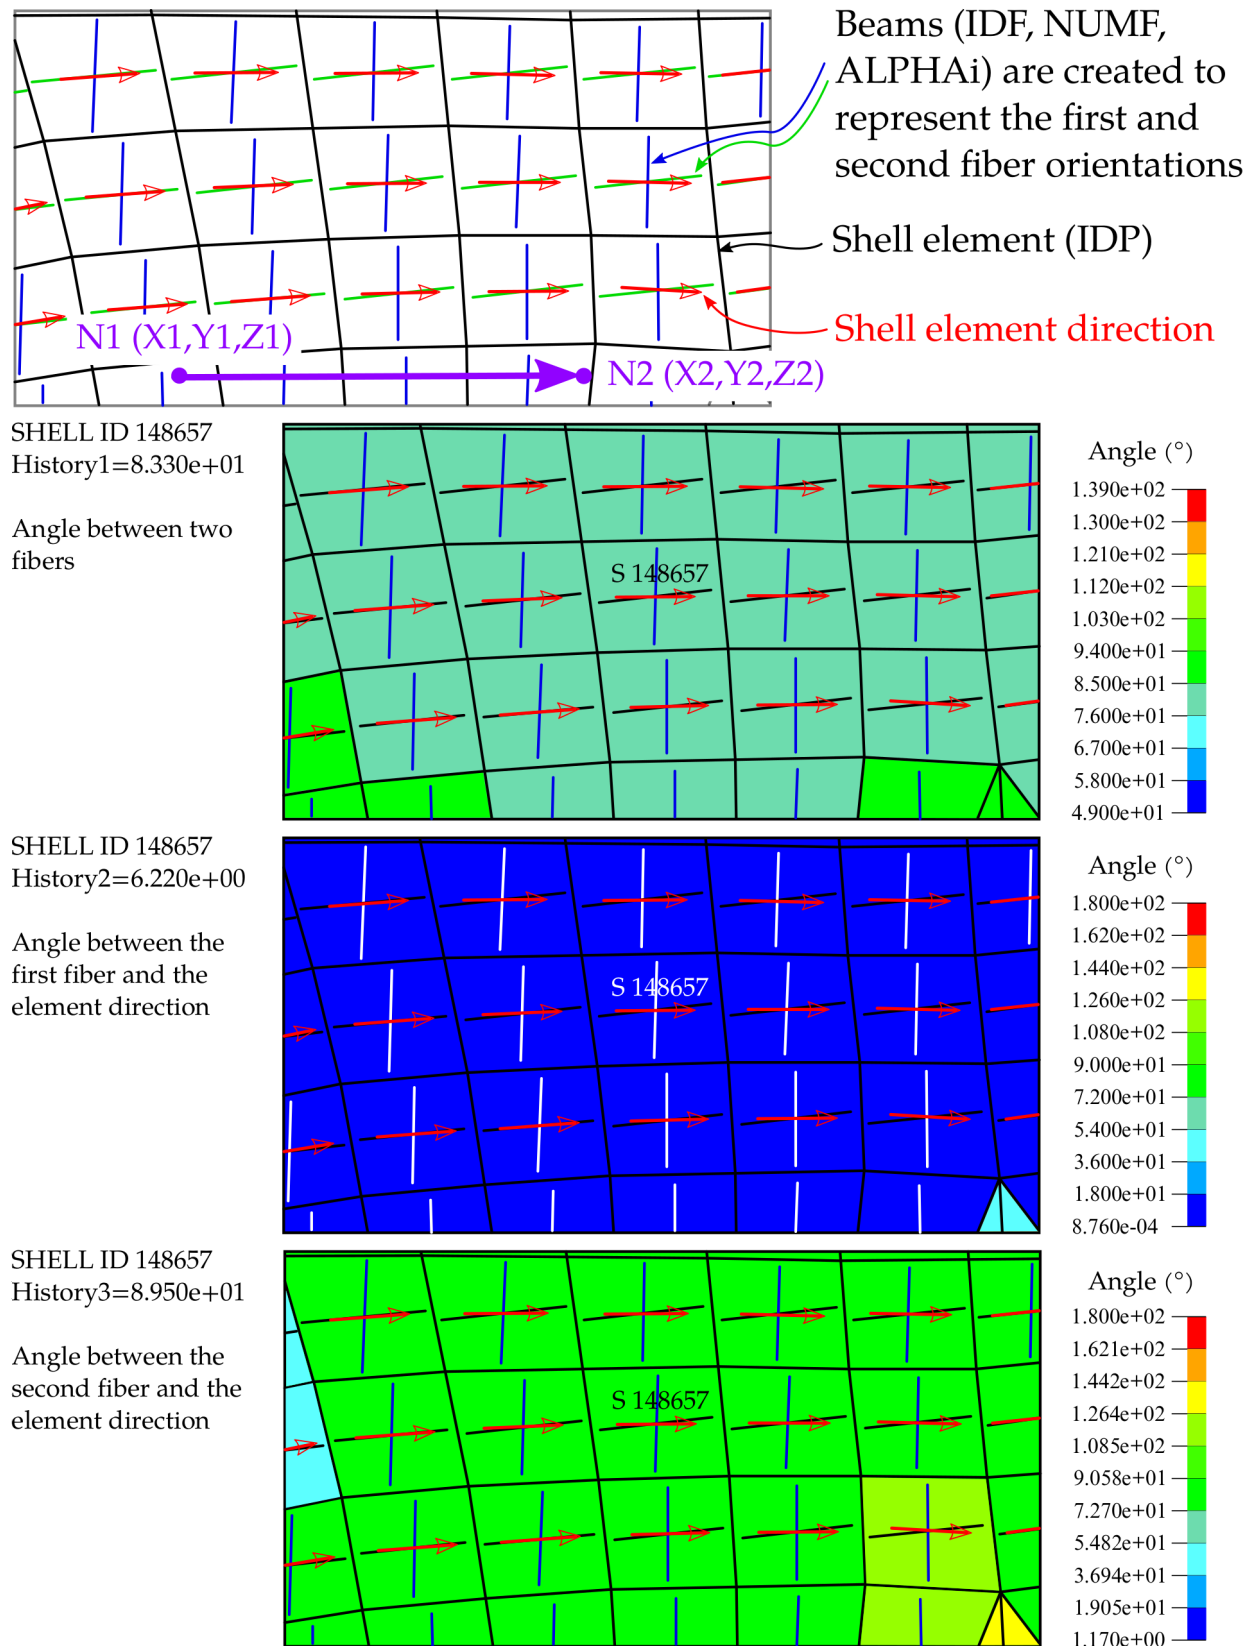 Beams (IDF, NUMF,
ALPHAi) are created to
represent the first and
second fiber orientations
Shell element (IDP)
Shell element direction
N1 (X1,Y1,Z1)
N2 (X2,Y2,Z2)
SHELL ID 148657
History1=8.330e+01
Angle between two
fibers
S 148657
Angle (°)
1.390e+02
1.300e+02
1.210e+02
1.120e+02
1.030e+02
9.400e+01
8.500e+01
7.600e+01
6.700e+01
5.800e+01
4.900e+01
SHELL ID 148657
History2=6.220e+00
Angle between the
first fiber and the
element direction
S 148657
Angle (°)
1.800e+02
1.620e+02
1.440e+02
1.260e+02
1.080e+02
9.000e+01
7.200e+01
5.400e+01
3.600e+01
1.800e+01
8.760e-04
SHELL ID 148657
History3=8.950e+01
Angle between the
second fiber and the
element direction
S 148657
Angle (°)
1.800e+02
1.621e+02
1.442e+02
1.264e+02
1.085e+02
9.058e+01
7.270e+01
5.482e+01
3.694e+01
1.905e+01
1.170e+00